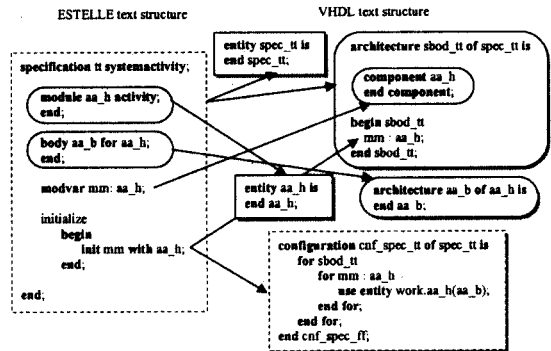 ESTELLE text structure
VHDL text structure
specification tt systemactivity;
module aa_h activity;
end;
body aa_b for aa_h;
end;
modvar mm: aa_h;
initialize
begin
init mm with aa_h;
end;
end;
entity spec_tt is
end spec_tt;
architecture sbod_tt of spec_tt is
component aa_h
end component;
begin sbod_tt
mm : aa_h;
end sbod_tt;
entity aa_h is
end aa_h;
architecture aa_b of aa_h is
end aa_b;
configuration cnf_spec_tt of spec_tt is
for sbod_tt
for mm : aa_h
use entity work.aa_h(aa_b);
end for;
end for;
end cnf_spec_ff;